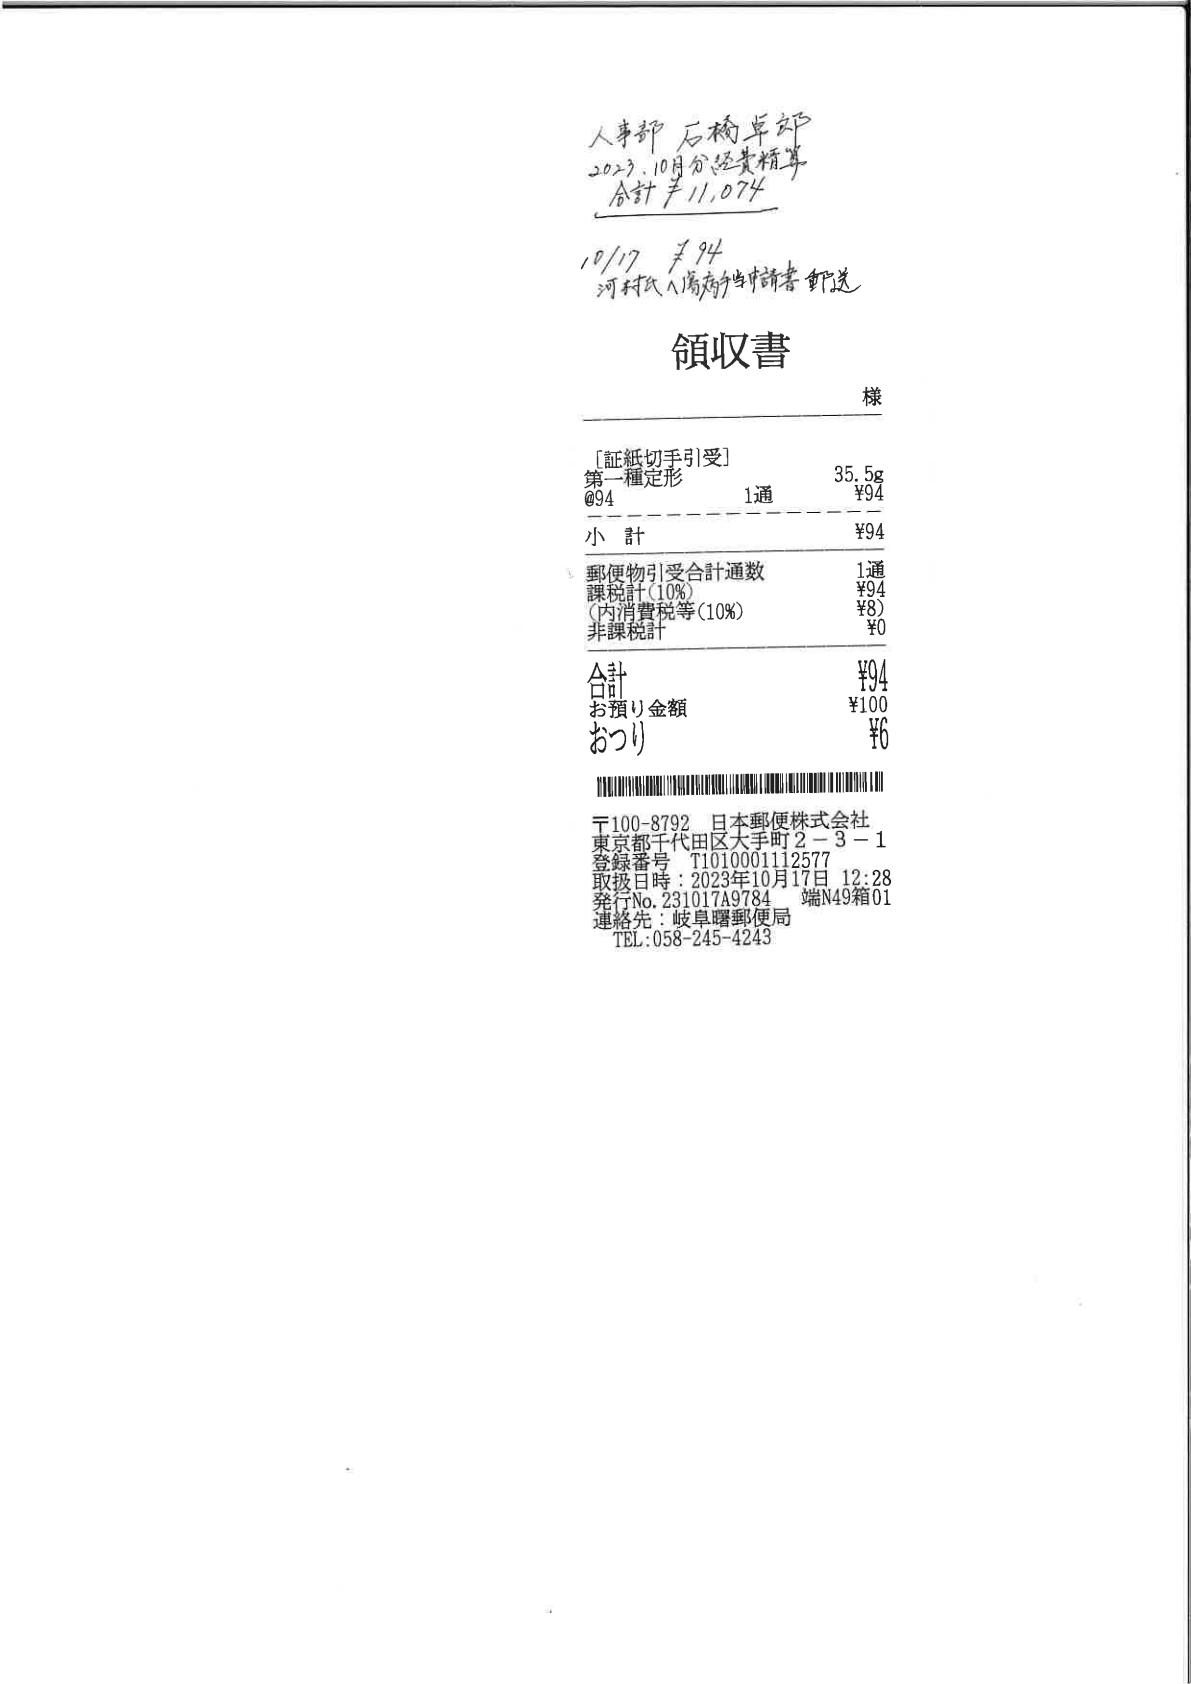 人事部 石橋卓郎
2023.10月分経費精算
合計 ¥11,074
10/17 ¥94
河村氏へ傷病手当申請書郵送
領収書
様
[証紙切手引受]
第一種定形 35.5g
@94 1通 ¥94
小 計 ¥94
郵便物引受合計通数 1通
課税計(10%) ¥94
(内消費税等(10%) ¥8)
非課税計 ¥0
合計 ¥94
お預り金額 ¥100
おつり ¥6
〒100-8792 日本郵便株式会社
東京都千代田区大手町2-3-1
登録番号 T1010001112577
取扱日時:2023年10月17日 12:28
発行No.231017A9784 端N49箱01
連絡先:岐阜曙郵便局
TEL:058-245-4243